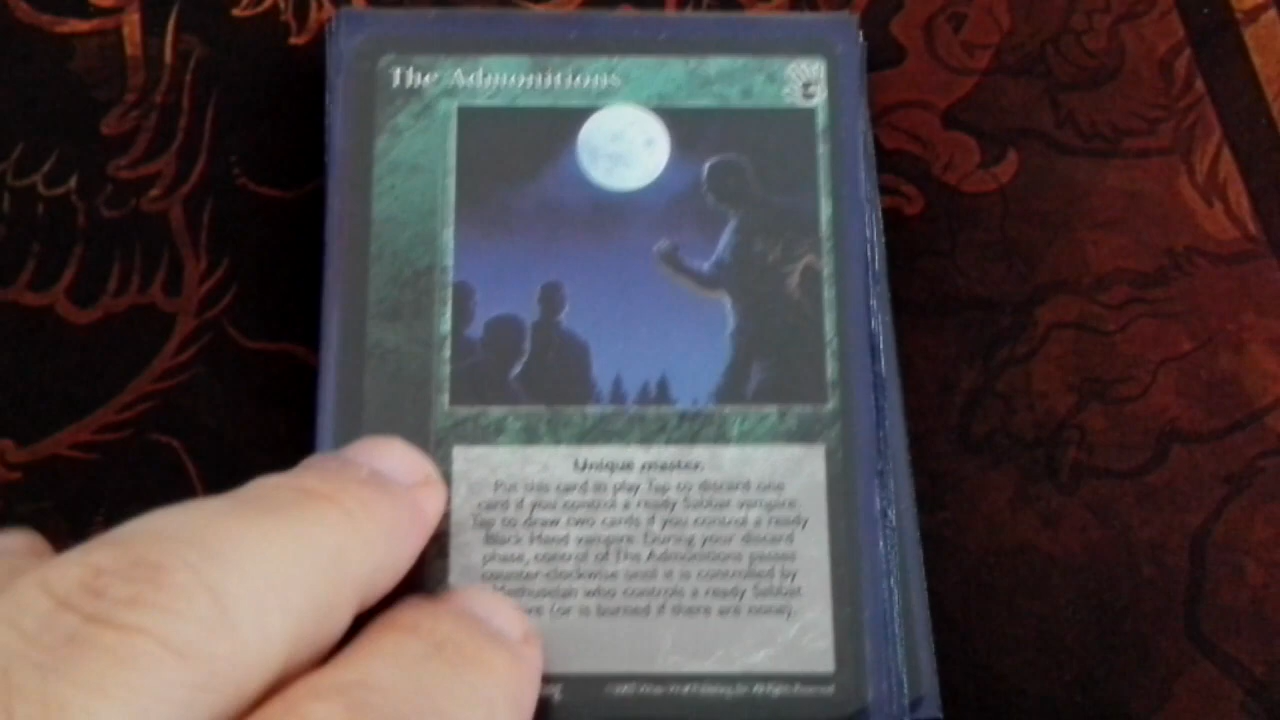 The Admonitions
Unique master.
Put this card in play. Tap to discard one
card if you control a ready Sabbat vampire.
Tap to draw two cards if you control a ready
Black Hand vampire. During your discard
phase, control of The Admonitions passes
counter-clockwise until it is controlled by
Methuselah who controls a ready Sabbat
(or is burned if there are none).